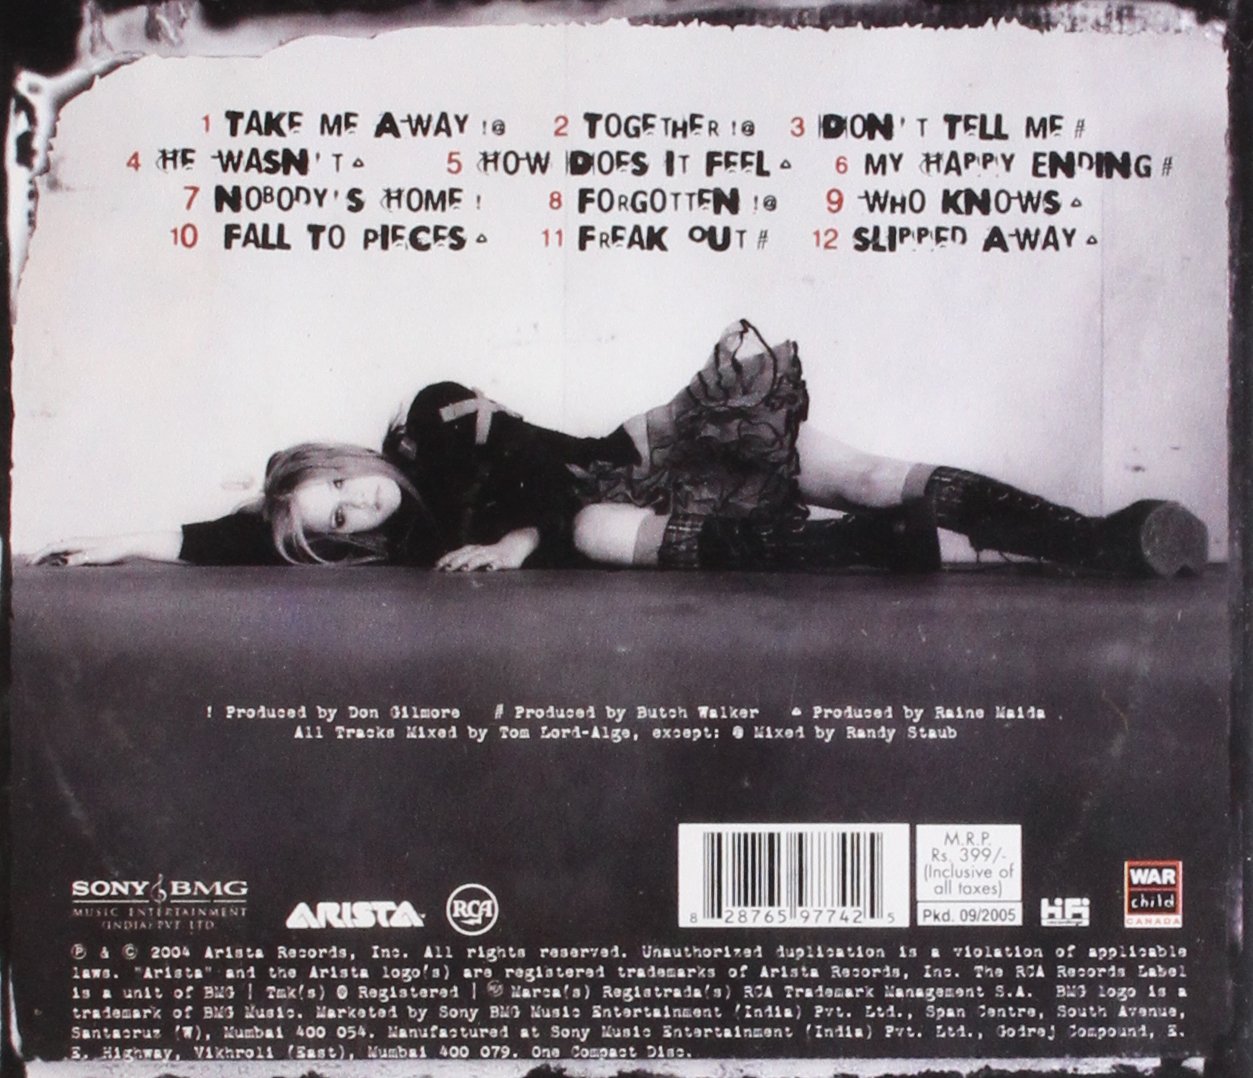 1 TAKE ME AWAY !@ 2 TOGETHER !@ 3 DON'T TELL ME #
4 HE WASN'T △ 5 HOW DOES IT FEEL △ 6 MY HAPPY ENDING #
7 NOBODY'S HOME ! 8 FORGOTTEN !@ 9 WHO KNOWS △
10 FALL TO PIECES △ 11 FREAK OUT # 12 SLIPPED AWAY △
! Produced by Don Gilmore # Produced by Butch Walker △ Produced by Raine Maida
All Tracks Mixed by Tom Lord-Alge, except: @ Mixed by Randy Staub
SONY BMG
MUSIC ENTERTAINMENT
(INDIA) PVT LTD
ARISTA
RCA
8 28765 97742 5
M.R.P.
Rs. 399/-
(Inclusive of
all taxes)
Pkd. 09/2005
HiFi
WAR
child
CANADA
℗ & © 2004 Arista Records, Inc. All rights reserved. Unauthorized duplication is a violation of applicable
laws. "Arista" and the Arista logo(s) are registered trademarks of Arista Records, Inc. The RCA Records Label
is a unit of BMG | Tmk(s) ® Registered | Marca(s) Registrada(s) RCA Trademark Management S.A. BMG logo is a
trademark of BMG Music. Marketed by Sony BMG Music Entertainment (India) Pvt. Ltd., Span Centre, South Avenue,
Santacruz (W), Mumbai 400 054. Manufactured at Sony Music Entertainment (India) Pvt. Ltd., Godrej Compound, E.
E. Highway, Vikhroli (East), Mumbai 400 079. One Compact Disc.